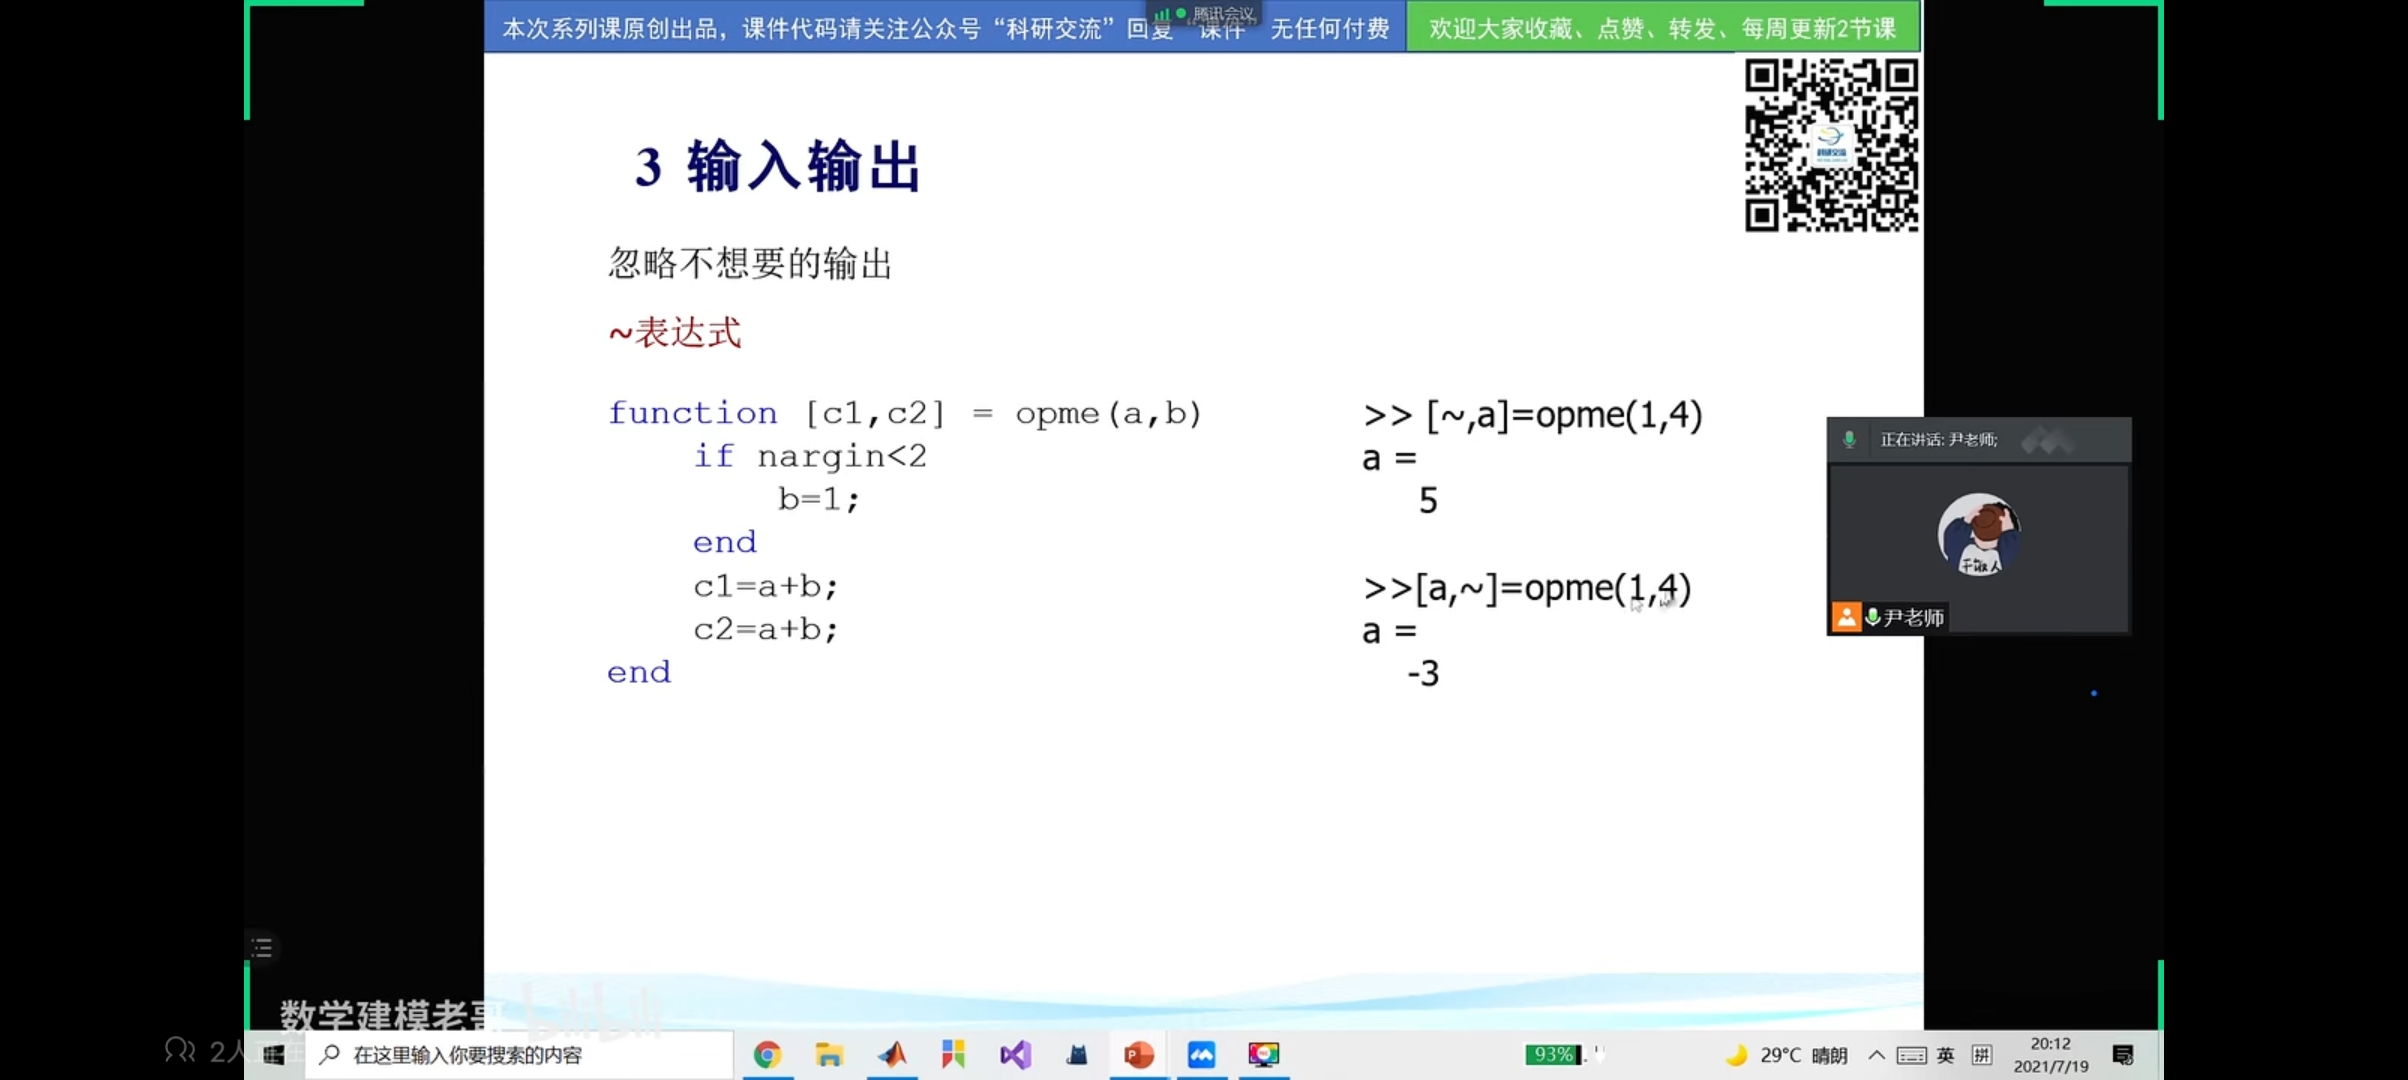 本次系列课原创出品，课件代码请关注公众号“科研交流”回复“课件” 无任何付费
欢迎大家收藏、点赞、转发、每周更新2节课
腾讯会议
3 输入输出
忽略不想要的输出
~表达式
function [c1,c2] = opme(a,b)
if nargin<2
b=1;
end
c1=a+b;
c2=a+b;
end
>> [~,a]=opme(1,4)
a =
5
>>[a,~]=opme(1,4)
a =
-3
正在讲话: 尹老师;
干饭人
尹老师
数学建模老哥
bilibili
2人正在
在这里输入你要搜索的内容
93%
29°C 晴朗
英
拼
20:12
2021/7/19